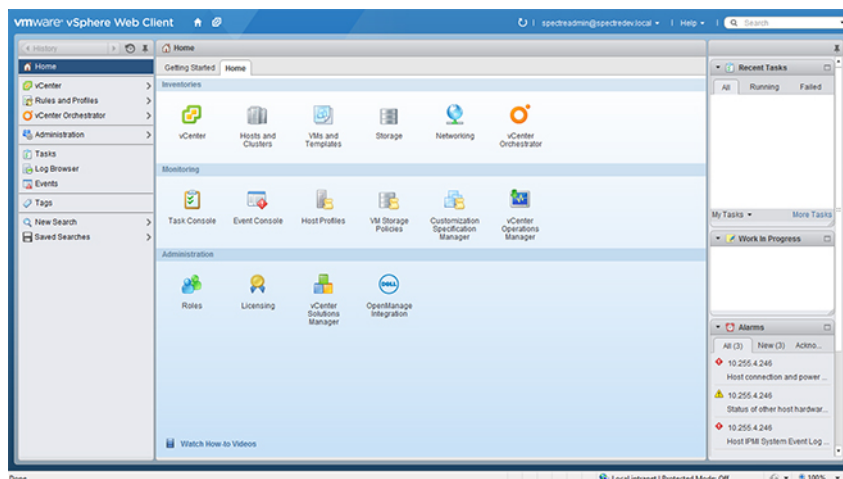 vmware® vSphere Web Client
spectreadmin@spectredev.local
Help
Search
History
Home
Getting Started
Home
Home
vCenter
Rules and Profiles
vCenter Orchestrator
Administration
Tasks
Log Browser
Events
Tags
New Search
Saved Searches
Inventories
vCenter
Hosts and Clusters
VMs and Templates
Storage
Networking
vCenter Orchestrator
Monitoring
Task Console
Event Console
Host Profiles
VM Storage Policies
Customization Specification Manager
vCenter Operations Manager
Administration
Roles
Licensing
vCenter Solutions Manager
DELL
OpenManage Integration
Watch How-to Videos
Recent Tasks
All
Running
Failed
My Tasks
More Tasks
Work In Progress
Alarms
All (3)
New (3)
Ackno...
10.255.4.246
Host connection and power ...
10.255.4.246
Status of other host hardwar...
10.255.4.246
Host IPMI System Event Log ...
Done
Local intranet | Protected Mode: Off
100%